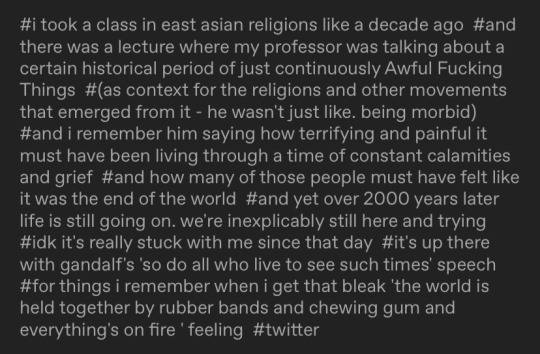 #i took a class in east asian religions like a decade ago #and
there was a lecture where my professor was talking about a
certain historical period of just continuously Awful Fucking
Things #(as context for the religions and other movements
that emerged from it - he wasn't just like. being morbid)
#and i remember him saying how terrifying and painful it
must have been living through a time of constant calamities
and grief #and how many of those people must have felt like
it was the end of the world #and yet over 2000 years later
life is still going on. we're inexplicably still here and trying
#idk it's really stuck with me since that day #it's up there
with gandalf's 'so do all who live to see such times' speech
#for things i remember when i get that bleak 'the world is
held together by rubber bands and chewing gum and
everything's on fire ' feeling #twitter